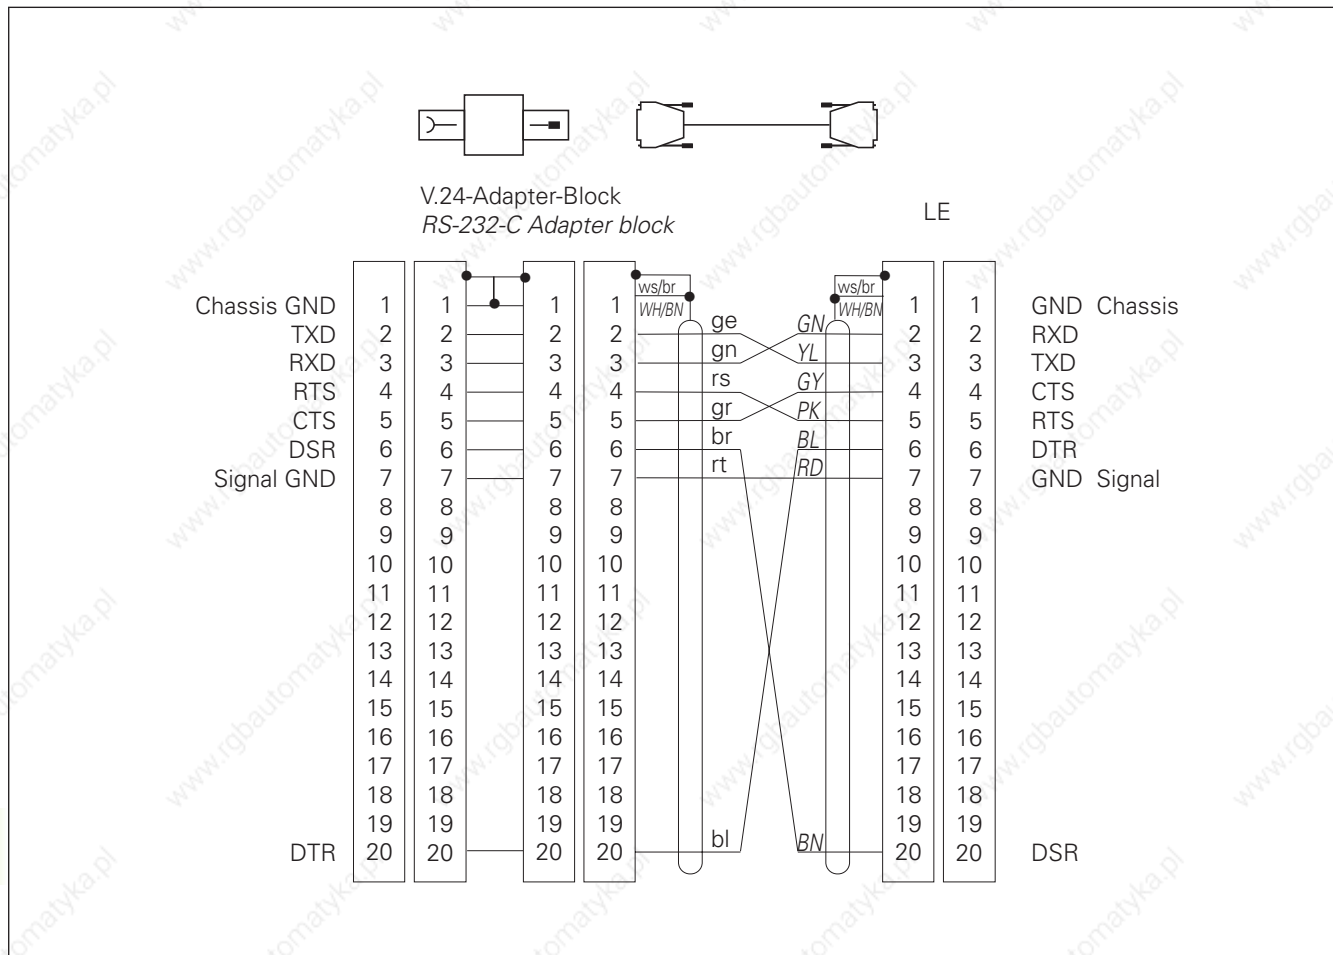 V.24-Adapter-Block
RS-232-C Adapter block
LE
ws/br ws/br
Chassis GND 1 1 1 1 WH/BN WH/BN 1 1 GND Chassis
TXD 2 2 2 2 ge GN 2 2 RXD
RXD 3 3 3 3 gn YL 3 3 TXD
RTS 4 4 4 4 rs GY 4 4 CTS
CTS 5 5 5 5 gr PK 5 5 RTS
DSR 6 6 6 6 br BL 6 6 DTR
Signal GND 7 7 7 7 rt RD 7 7 GND Signal
8 8 8 8 8 8
9 9 9 9 9 9
10 10 10 10 10 10
11 11 11 11 11 11
12 12 12 12 12 12
13 13 13 13 13 13
14 14 14 14 14 14
15 15 15 15 15 15
16 16 16 16 16 16
17 17 17 17 17 17
18 18 18 18 18 18
19 19 19 19 19 19
DTR 20 20 20 20 bl BN 20 20 DSR
www.rgbautomatyka.pl